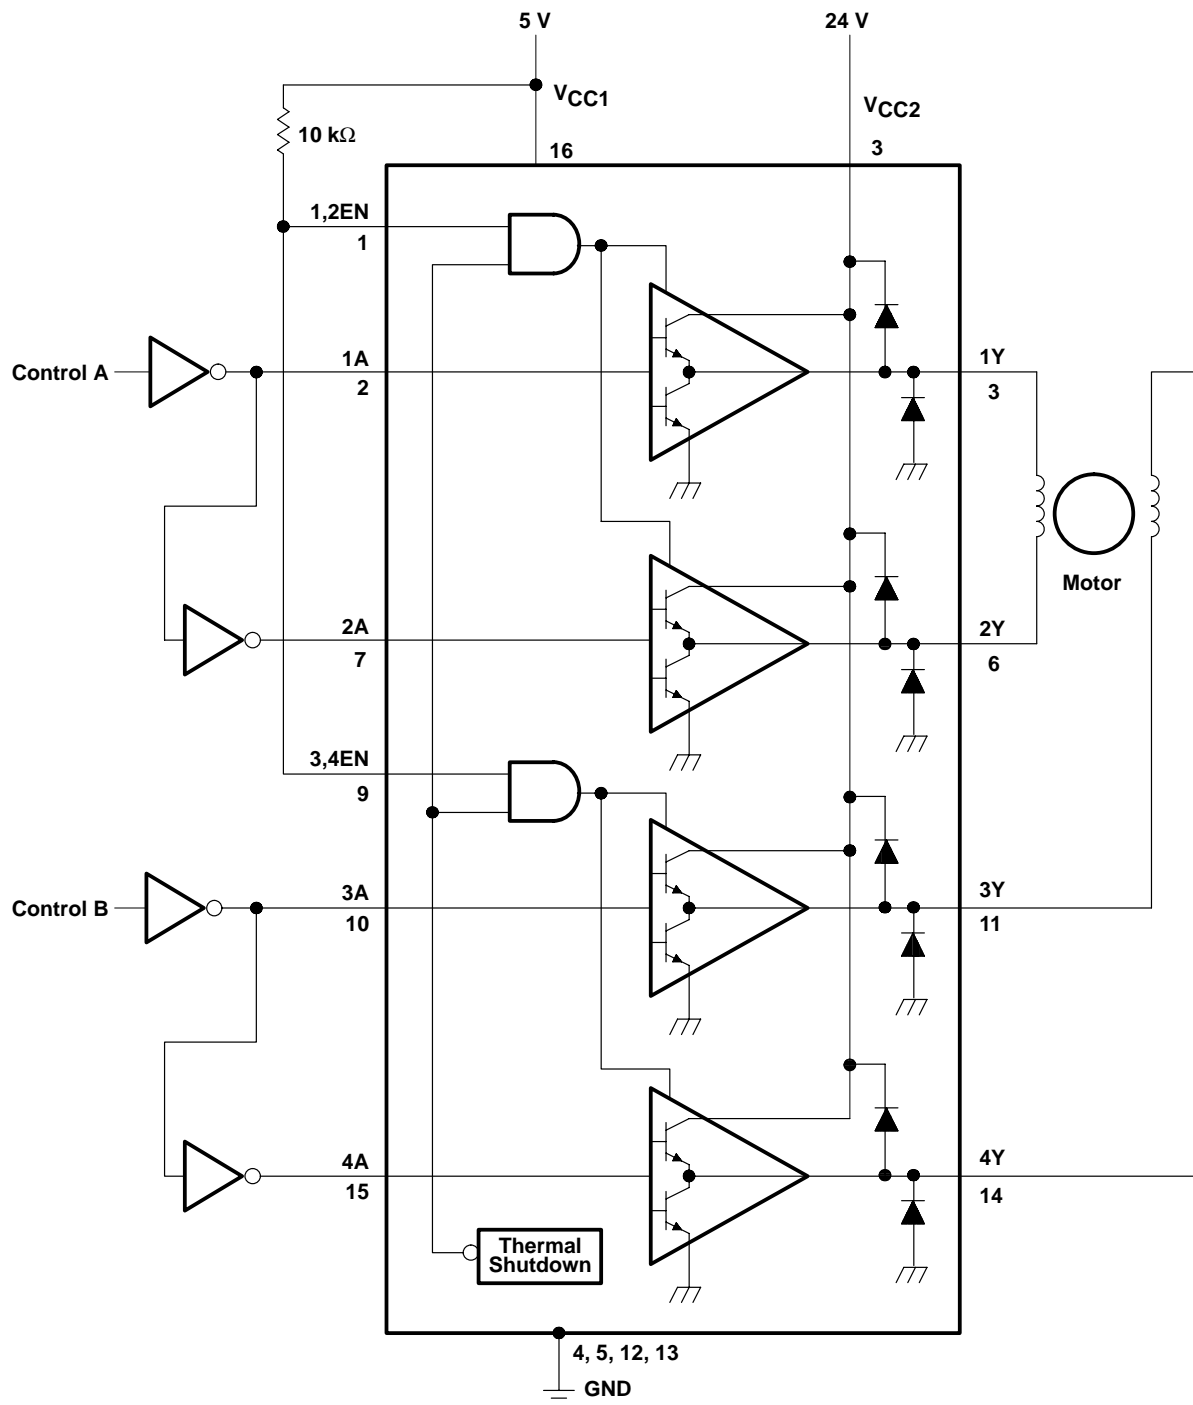 5 V
24 V
VCC1
VCC2
10 kΩ
16
3
1,2EN
1
Control A
1A
2
1Y
3
Motor
2A
7
2Y
6
3,4EN
9
Control B
3A
10
3Y
11
4A
15
4Y
14
Thermal
Shutdown
4, 5, 12, 13
GND